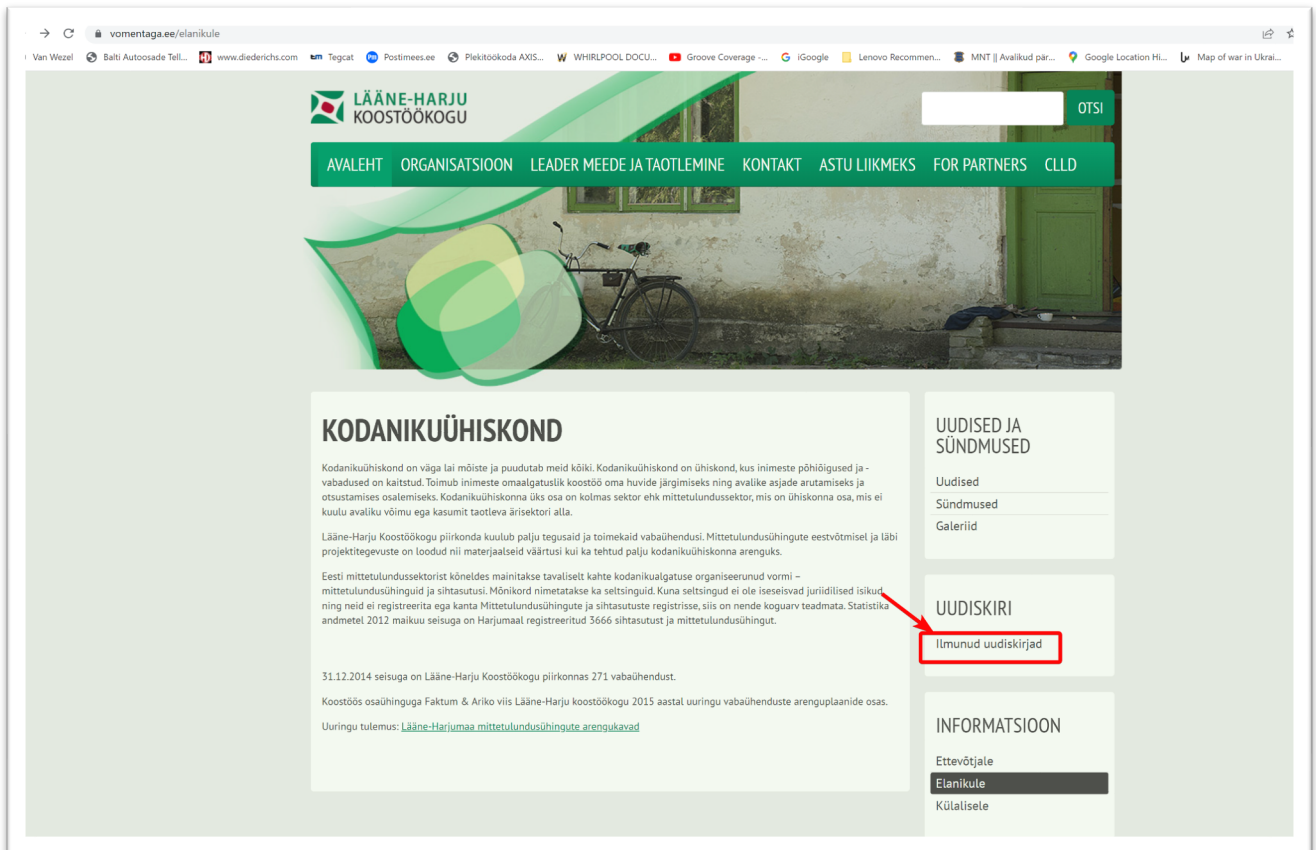 vomentaga.ee/elanikule
Van Wezel Balti Autoosade Tell... www.diederichs.com Tegcat Postimees.ee Plekitöökoda AXIS... WHIRLPOOL DOCU... Groove Coverage -... iGoogle Lenovo Recommen... MNT || Avalikud pär... Google Location Hi... Map of war in Ukrai...
LÄÄNE-HARJU
KOOSTÖÖKOGU
OTSI
AVALEHT ORGANISATSIOON LEADER MEEDE JA TAOTLEMINE KONTAKT ASTU LIIKMEKS FOR PARTNERS CLLD
KODANIKUÜHISKOND
Kodanikuühiskond on väga lai mõiste ja puudutab meid kõiki. Kodanikuühiskond on ühiskond, kus inimeste põhiõigused ja -
vabadused on kaitstud. Toimub inimeste omaalgatuslik koostöö oma huvide järgimiseks ning avalike asjade arutamiseks ja
otsustamises osalemiseks. Kodanikuühiskonna üks osa on kolmas sektor ehk mittetulundussektor, mis on ühiskonna osa, mis ei
kuulu avaliku võimu ega kasumit taotleva ärisektori alla.
Lääne-Harju Koostöökogu piirkonda kuulub palju tegusaid ja toimekaid vabaühendusi. Mittetulundusühingute eestvõtmisel ja läbi
projektitegevuste on loodud nii materjaalseid väärtusi kui ka tehtud palju kodanikuühiskonna arenguks.
Eesti mittetulundussektorist kõneldes mainitakse tavaliselt kahte kodanikualgatuse organiseerunud vormi –
mittetulundusühinguid ja sihtasutusi. Mõnikord nimetatakse ka seltsinguid. Kuna seltsingud ei ole iseseisvad juriidilised isikud
ning neid ei registreerita ega kanta Mittetulundusühingute ja sihtasutuste registrisse, siis on nende koguarv teadmata. Statistika
andmetel 2012 maikuu seisuga on Harjumaal registreeritud 3666 sihtasutust ja mittetulundusühingut.
31.12.2014 seisuga on Lääne-Harju Koostöökogu piirkonnas 271 vabaühendust.
Koostöös osaühinguga Faktum & Ariko viis Lääne-Harju koostöökogu 2015 aastal uuringu vabaühenduste arenguplaanide osas.
Uuringu tulemus: Lääne-Harjumaa mittetulundusühingute arengukavad
UUDISED JA
SÜNDMUSED
Uudised
Sündmused
Galeriid
UUDISKIRI
Ilmunud uudiskirjad
INFORMATSIOON
Ettevõtjale
Elanikule
Külalisele